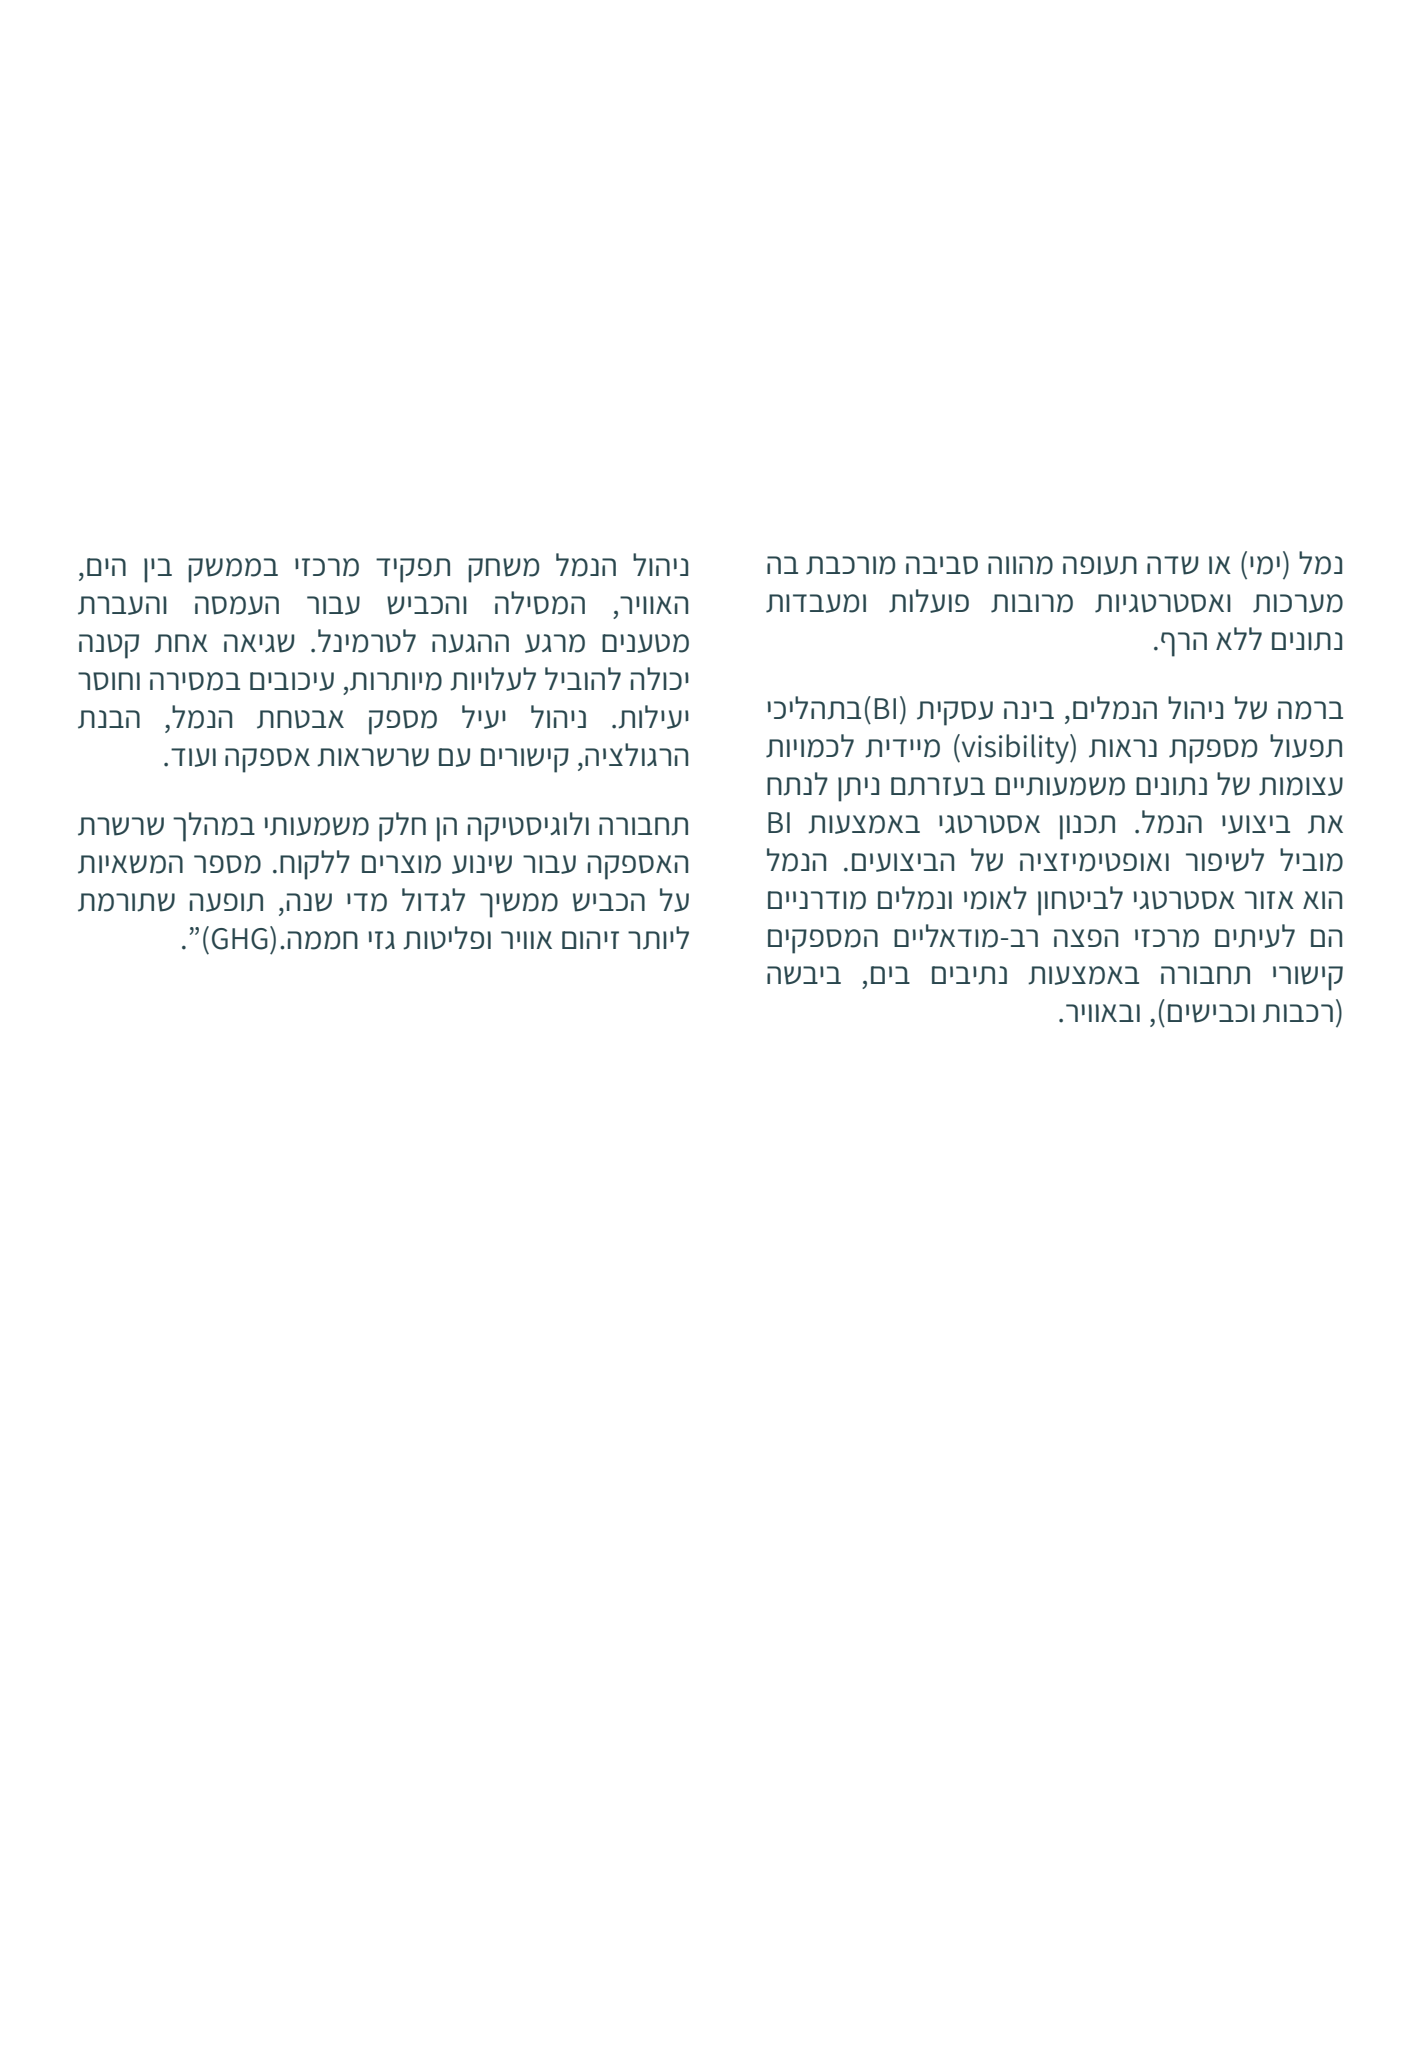 נמל (ימי) או שדה תעופה מהווה סביבה מורכבת בה
מערכות ואסטרטגיות מרובות פועלות ומעבדות
נתונים ללא הרף.
ברמה של ניהול הנמלים, בינה עסקית (BI)בתהליכי
תפעול מספקת נראות (visibility) מיידית לכמויות
עצומות של נתונים משמעותיים בעזרתם ניתן לנתח
את ביצועי הנמל. תכנון אסטרטגי באמצעות BI
מוביל לשיפור ואופטימיזציה של הביצועים. הנמל
הוא אזור אסטרטגי לביטחון לאומי ונמלים מודרניים
הם לעיתים מרכזי הפצה רב-מודאליים המספקים
קישורי תחבורה באמצעות נתיבים בים, ביבשה
(רכבות וכבישים), ובאוויר.
ניהול הנמל משחק תפקיד מרכזי בממשק בין הים,
האוויר, המסילה והכביש עבור העמסה והעברת
מטענים מרגע ההגעה לטרמינל. שגיאה אחת קטנה
יכולה להוביל לעלויות מיותרות, עיכובים במסירה וחוסר
יעילות. ניהול יעיל מספק אבטחת הנמל, הבנת
הרגולציה, קישורים עם שרשראות אספקה ועוד.
תחבורה ולוגיסטיקה הן חלק משמעותי במהלך שרשרת
האספקה עבור שינוע מוצרים ללקוח. מספר המשאיות
על הכביש ממשיך לגדול מדי שנה, תופעה שתורמת
ליותר זיהום אוויר ופליטות גזי חממה.(GHG)”.